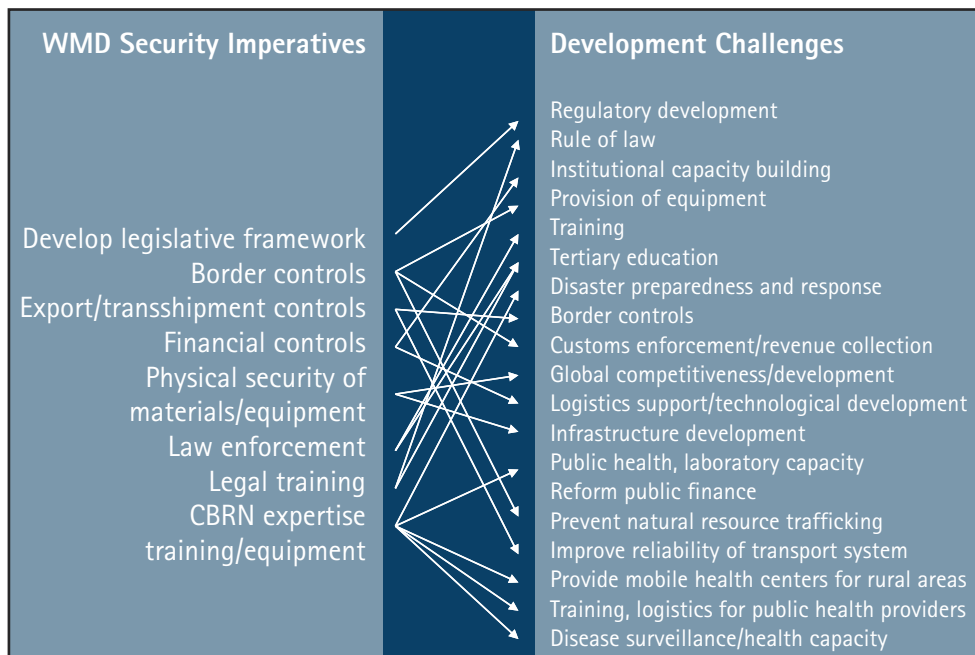 WMD Security Imperatives
Develop legislative framework
Border controls
Export/transshipment controls
Financial controls
Physical security of
materials/equipment
Law enforcement
Legal training
CBRN expertise
training/equipment
Development Challenges
Regulatory development
Rule of law
Institutional capacity building
Provision of equipment
Training
Tertiary education
Disaster preparedness and response
Border controls
Customs enforcement/revenue collection
Global competitiveness/development
Logistics support/technological development
Infrastructure development
Public health, laboratory capacity
Reform public finance
Prevent natural resource trafficking
Improve reliability of transport system
Provide mobile health centers for rural areas
Training, logistics for public health providers
Disease surveillance/health capacity